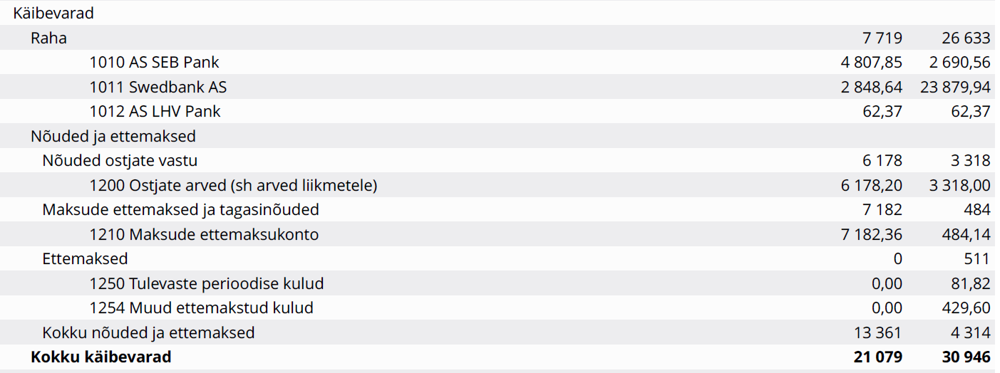 Käibevarad
Raha 7 719 26 633
1010 AS SEB Pank 4 807,85 2 690,56
1011 Swedbank AS 2 848,64 23 879,94
1012 AS LHV Pank 62,37 62,37
Nõuded ja ettemaksed
Nõuded ostjate vastu 6 178 3 318
1200 Ostjate arved (sh arved liikmetele) 6 178,20 3 318,00
Maksude ettemaksed ja tagasinõuded 7 182 484
1210 Maksude ettemaksukonto 7 182,36 484,14
Ettemaksed 0 511
1250 Tulevaste perioodise kulud 0,00 81,82
1254 Muud ettemakstud kulud 0,00 429,60
Kokku nõuded ja ettemaksed 13 361 4 314
Kokku käibevarad 21 079 30 946